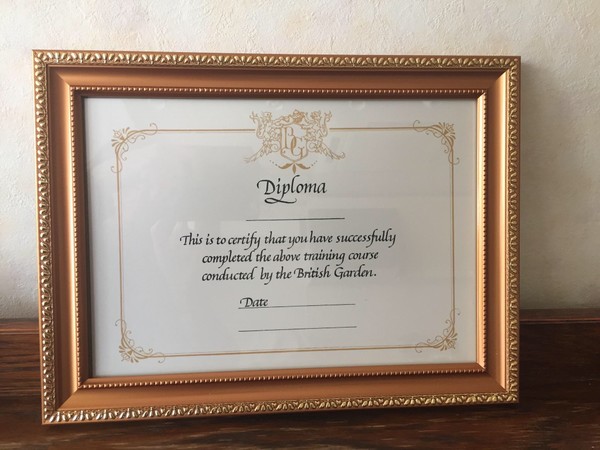 BG
Diploma
This is to certify that you have successfully
completed the above training course
conducted by the British Garden.
Date